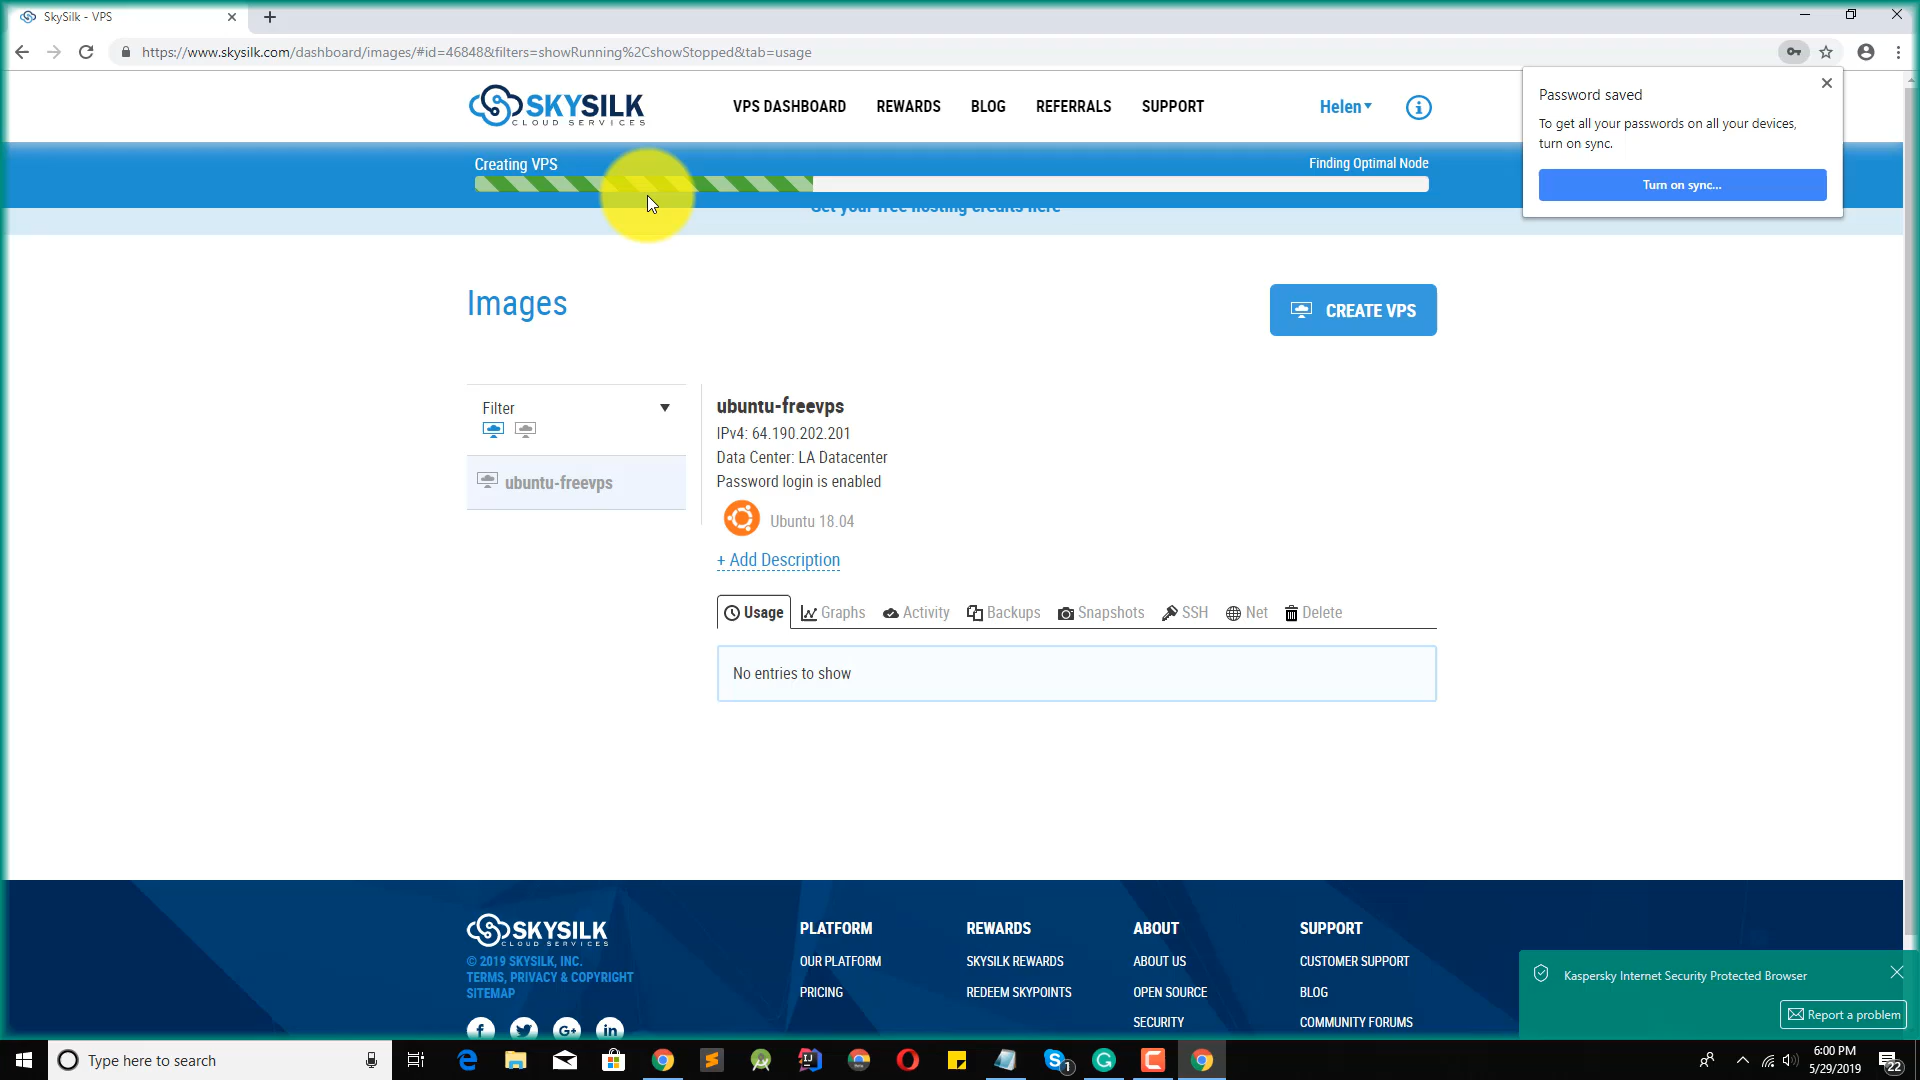 SkySilk - VPS
https://www.skysilk.com/dashboard/images/#id=46848&filters=showRunning%2CshowStopped&tab=usage
SKYSILK
CLOUD SERVICES
VPS DASHBOARD
REWARDS
BLOG
REFERRALS
SUPPORT
Helen
Password saved
To get all your passwords on all your devices,
turn on sync.
Turn on sync...
Creating VPS
Finding Optimal Node
Get your free hosting credits here
Images
CREATE VPS
Filter
ubuntu-freevps
ubuntu-freevps
IPv4: 64.190.202.201
Data Center: LA Datacenter
Password login is enabled
Ubuntu 18.04
+ Add Description
Usage
Graphs
Activity
Backups
Snapshots
SSH
Net
Delete
No entries to show
SKYSILK
CLOUD SERVICES
© 2019 SKYSILK, INC.
TERMS, PRIVACY & COPYRIGHT
SITEMAP
PLATFORM
OUR PLATFORM
PRICING
REWARDS
SKYSILK REWARDS
REDEEM SKYPOINTS
ABOUT
ABOUT US
OPEN SOURCE
SECURITY
SUPPORT
CUSTOMER SUPPORT
BLOG
COMMUNITY FORUMS
Kaspersky Internet Security Protected Browser
Report a problem
Type here to search
1
6:00 PM
5/29/2019
22